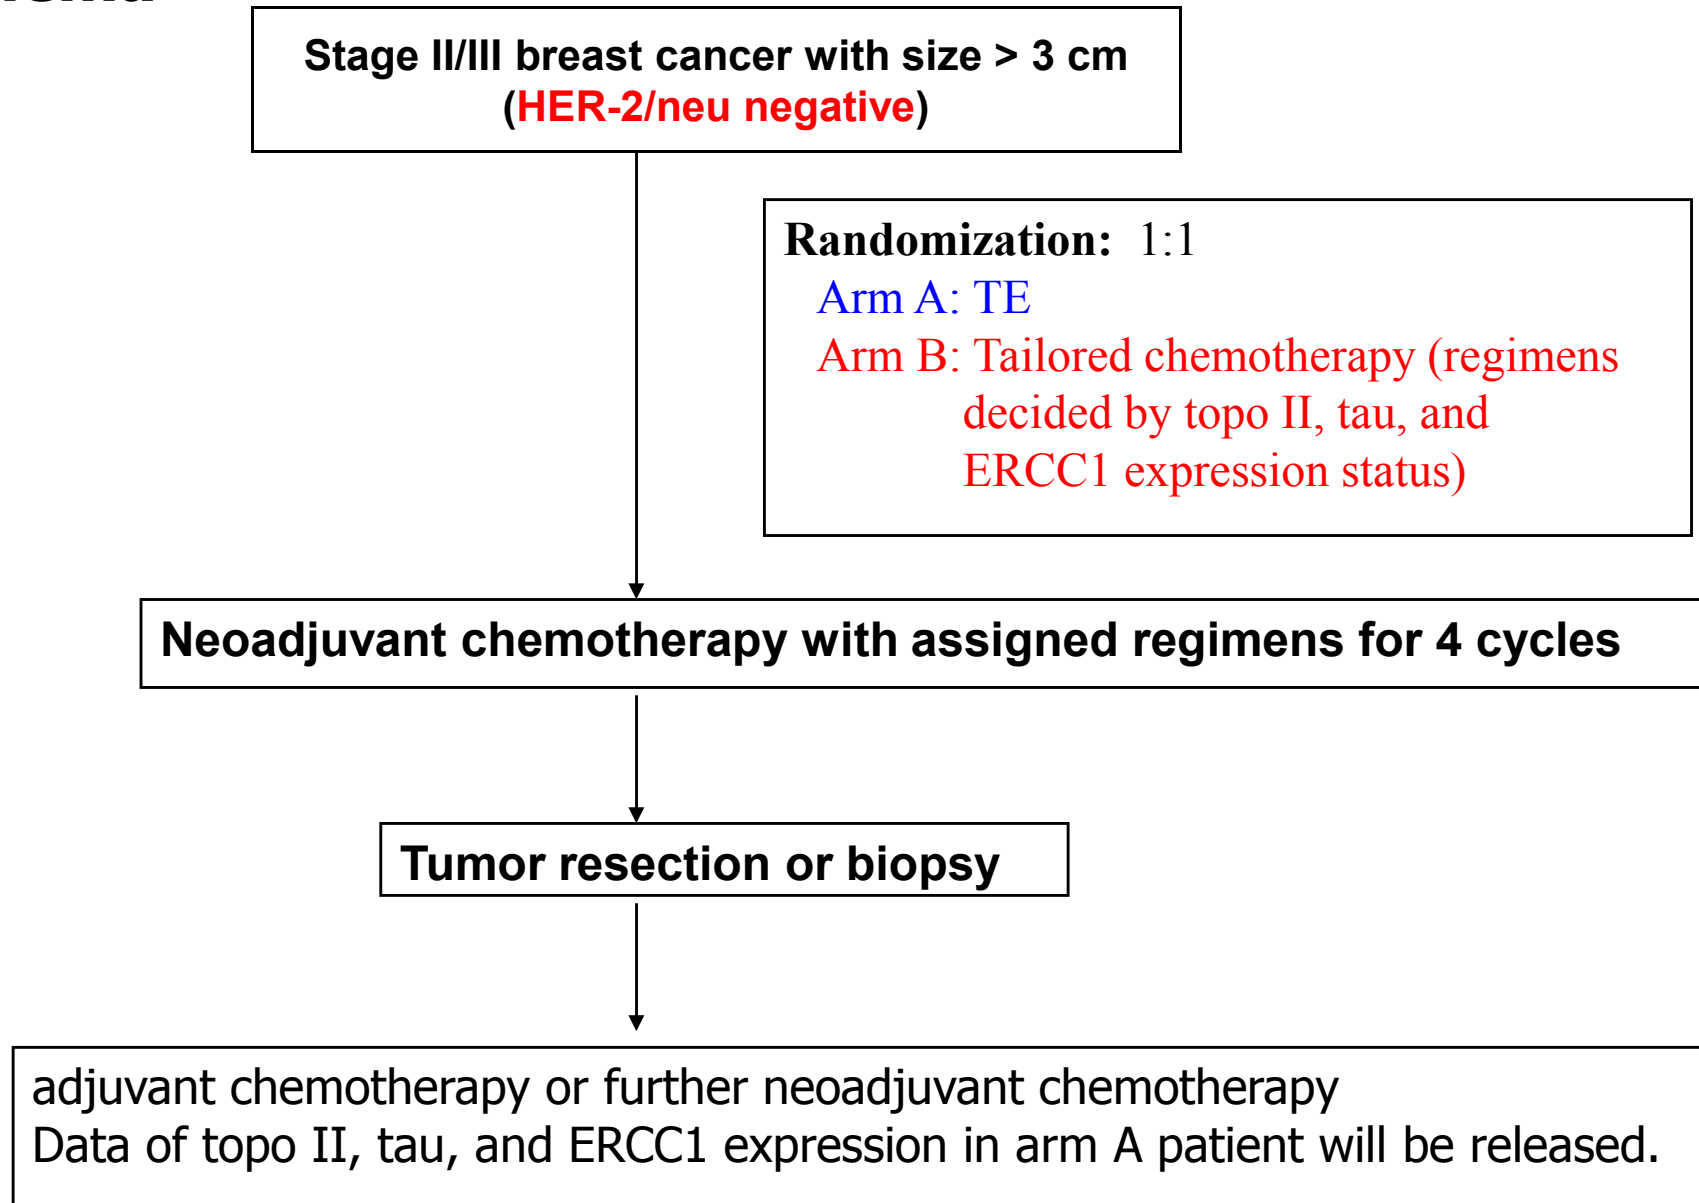 Stage II/III breast cancer with size > 3 cm
(HER-2/neu negative)
Randomization: 1:1
Arm A: TE
Arm B: Tailored chemotherapy (regimens
decided by topo II, tau, and
ERCC1 expression status)
Neoadjuvant chemotherapy with assigned regimens for 4 cycles
Tumor resection or biopsy
adjuvant chemotherapy or further neoadjuvant chemotherapy
Data of topo II, tau, and ERCC1 expression in arm A patient will be released.